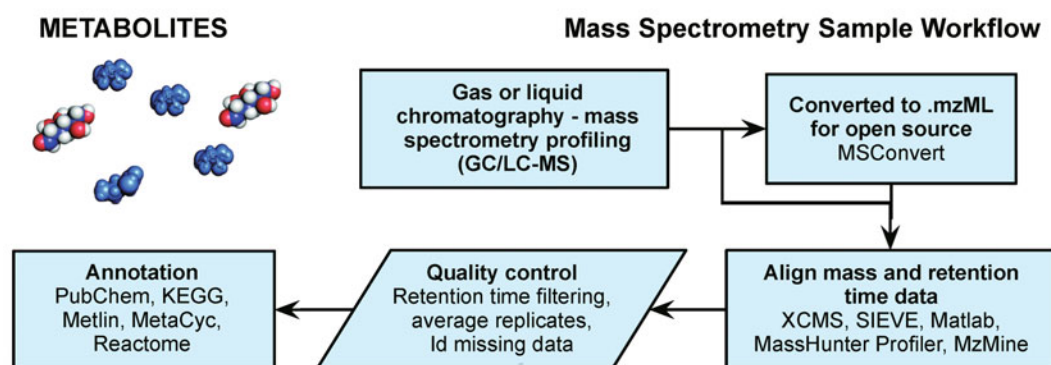 METABOLITES
Mass Spectrometry Sample Workflow
Gas or liquid
chromatography - mass
spectrometry profiling
(GC/LC-MS)
Converted to .mzML
for open source
MSConvert
Align mass and retention
time data
XCMS, SIEVE, Matlab,
MassHunter Profiler, MzMine
Quality control
Retention time filtering,
average replicates,
Id missing data
Annotation
PubChem, KEGG,
Metlin, MetaCyc,
Reactome